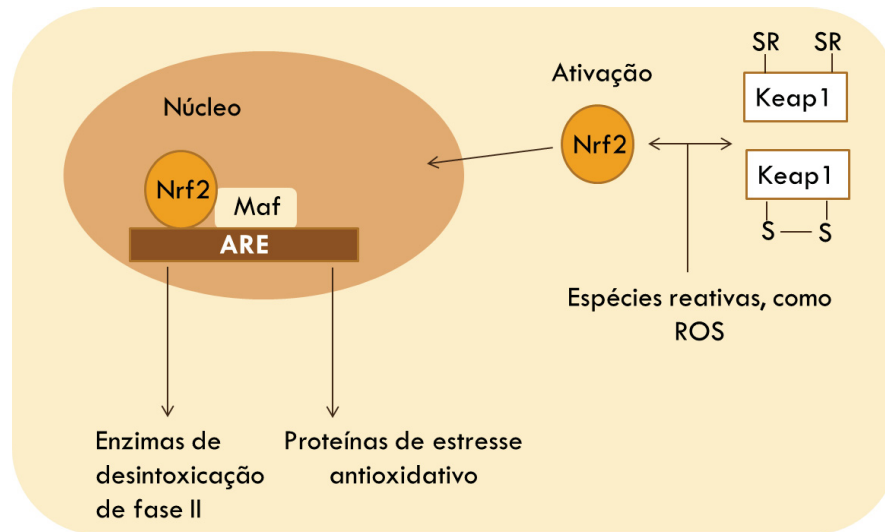 SR SR
Keap1
Ativação
Núcleo
Nrf2
Keap1
Nrf2
Maf
S S
ARE
Espécies reativas, como
ROS
Enzimas de
desintoxicação
de fase II
Proteínas de estresse
antioxidativo